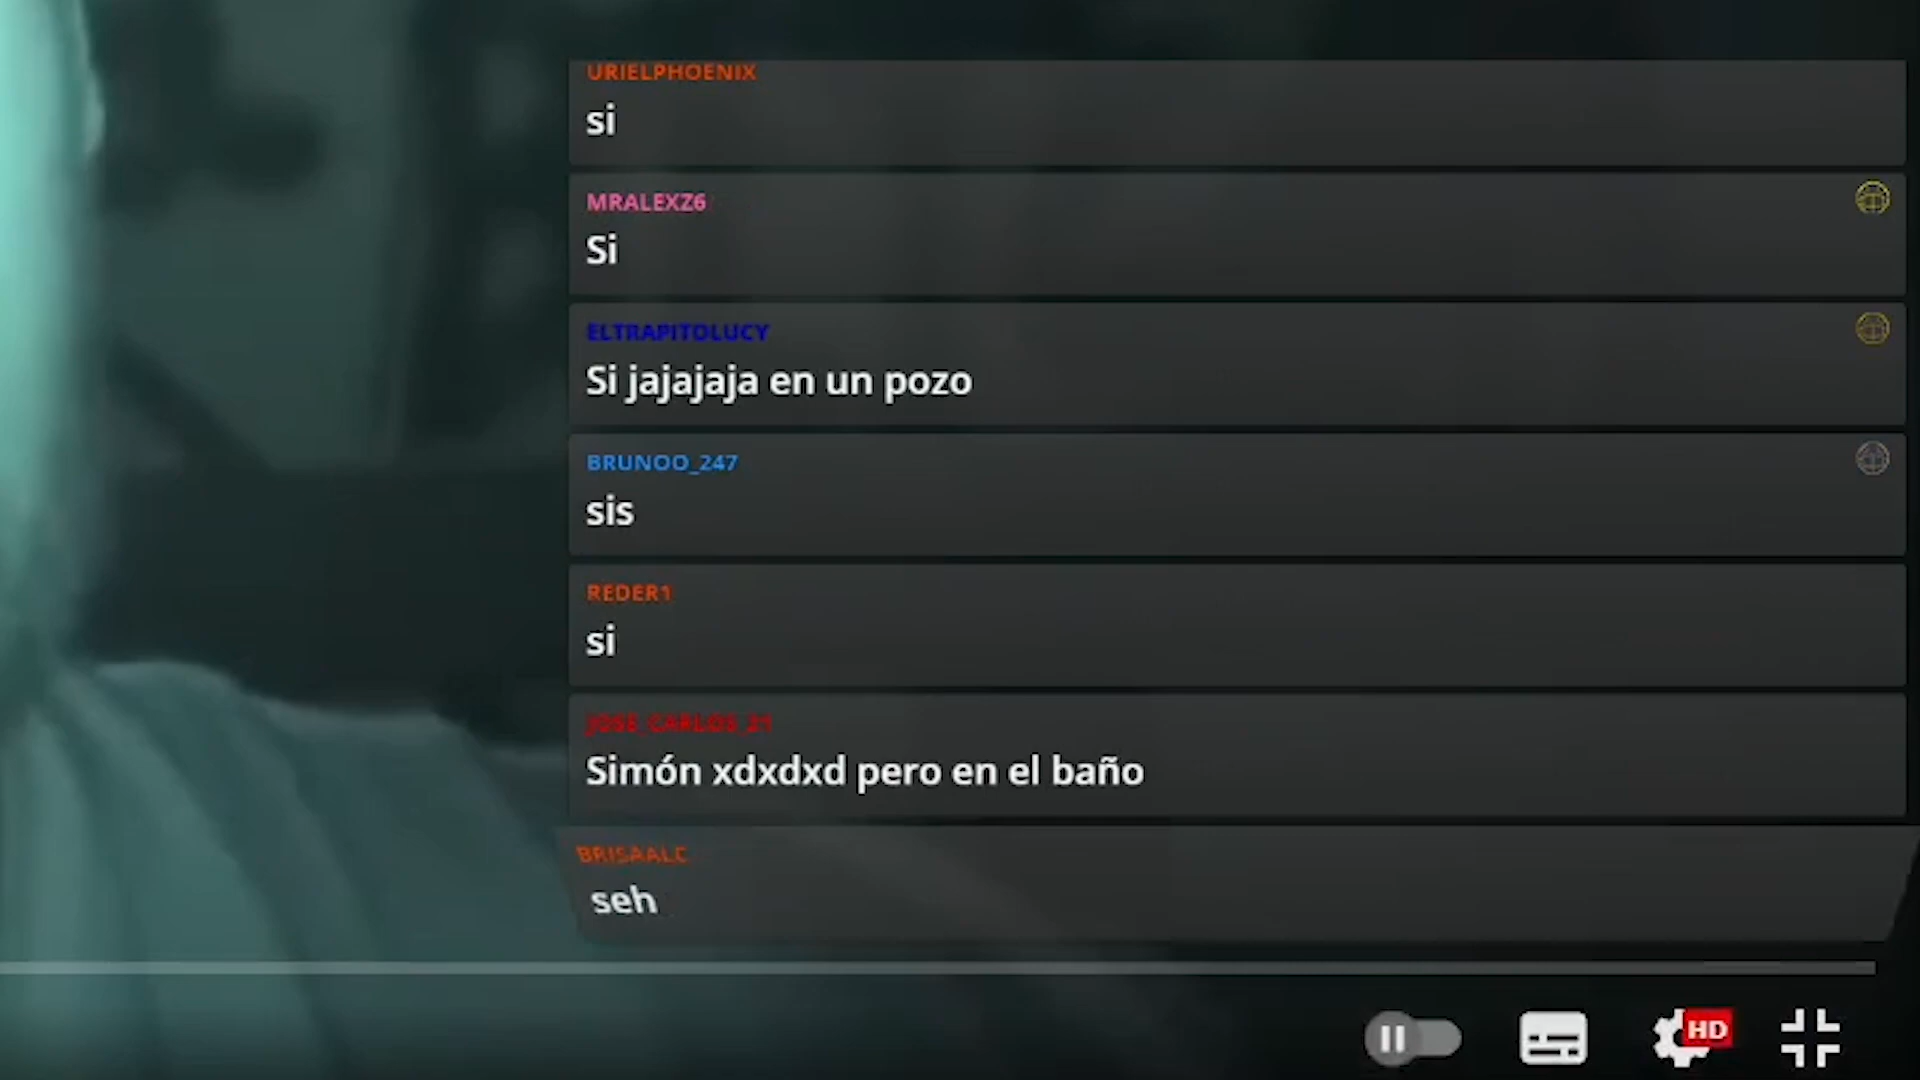 URIELPHOENIX
si
MRALEXZ6
Si
ELTRAPITOLUCY
Si jajajaja en un pozo
BRUNOO_247
sis
REDER1
si
JOSE_CARLOS_21
Simón xdxdxd pero en el baño
BRISAALC
seh
HD